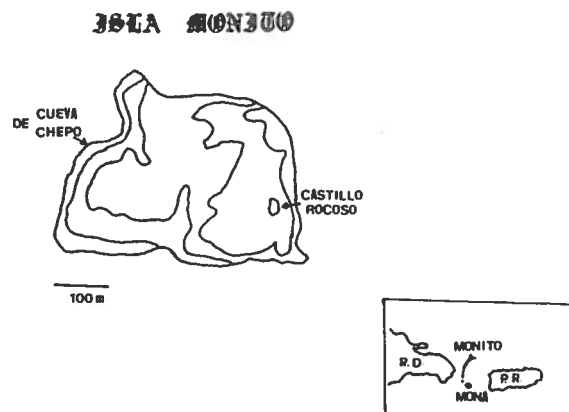 ISLA MONITO
DE CUEVA
CHEPO
CASTILLO
ROCOSO
100 m
MONITO
R.D.
P.R.
MONA